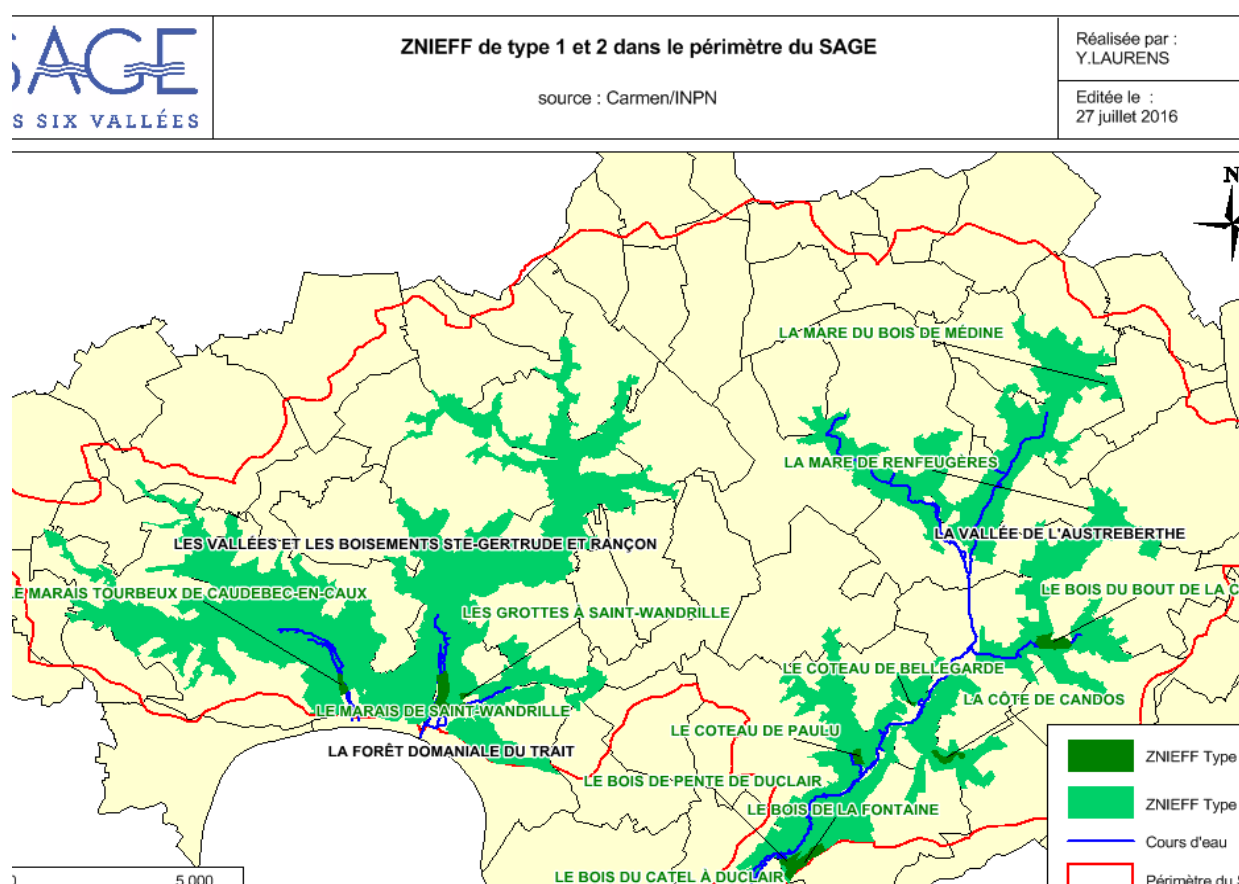 SAGE
S SIX VALLÉES
ZNIEFF de type 1 et 2 dans le périmètre du SAGE
source : Carmen/INPN
Réalisée par :
Y.LAURENS
Editée le :
27 juillet 2016
N
LA MARE DU BOIS DE MÉDINE
LA MARE DE RENFEUGÈRES
LA VALLÉE DE L'AUSTREBERTHE
LES VALLÉES ET LES BOISEMENTS STE-GERTRUDE ET RANÇON
LE MARAIS TOURBEUX DE CAUDEBEC-EN-CAUX
LE BOIS DU BOUT DE LA C
LES GROTTES À SAINT-WANDRILLE
LE COTEAU DE BELLEGARDE
LA CÔTE DE CANDOS
LE MARAIS DE SAINT-WANDRILLE
LE COTEAU DE PAULU
LA FORÊT DOMANIALE DU TRAIT
LE BOIS DE PENTE DE DUCLAIR
LE BOIS DE LA FONTAINE
LE BOIS DU CATEL À DUCLAIR
ZNIEFF Type
ZNIEFF Type
Cours d'eau
Périmètre du S
0
5 000